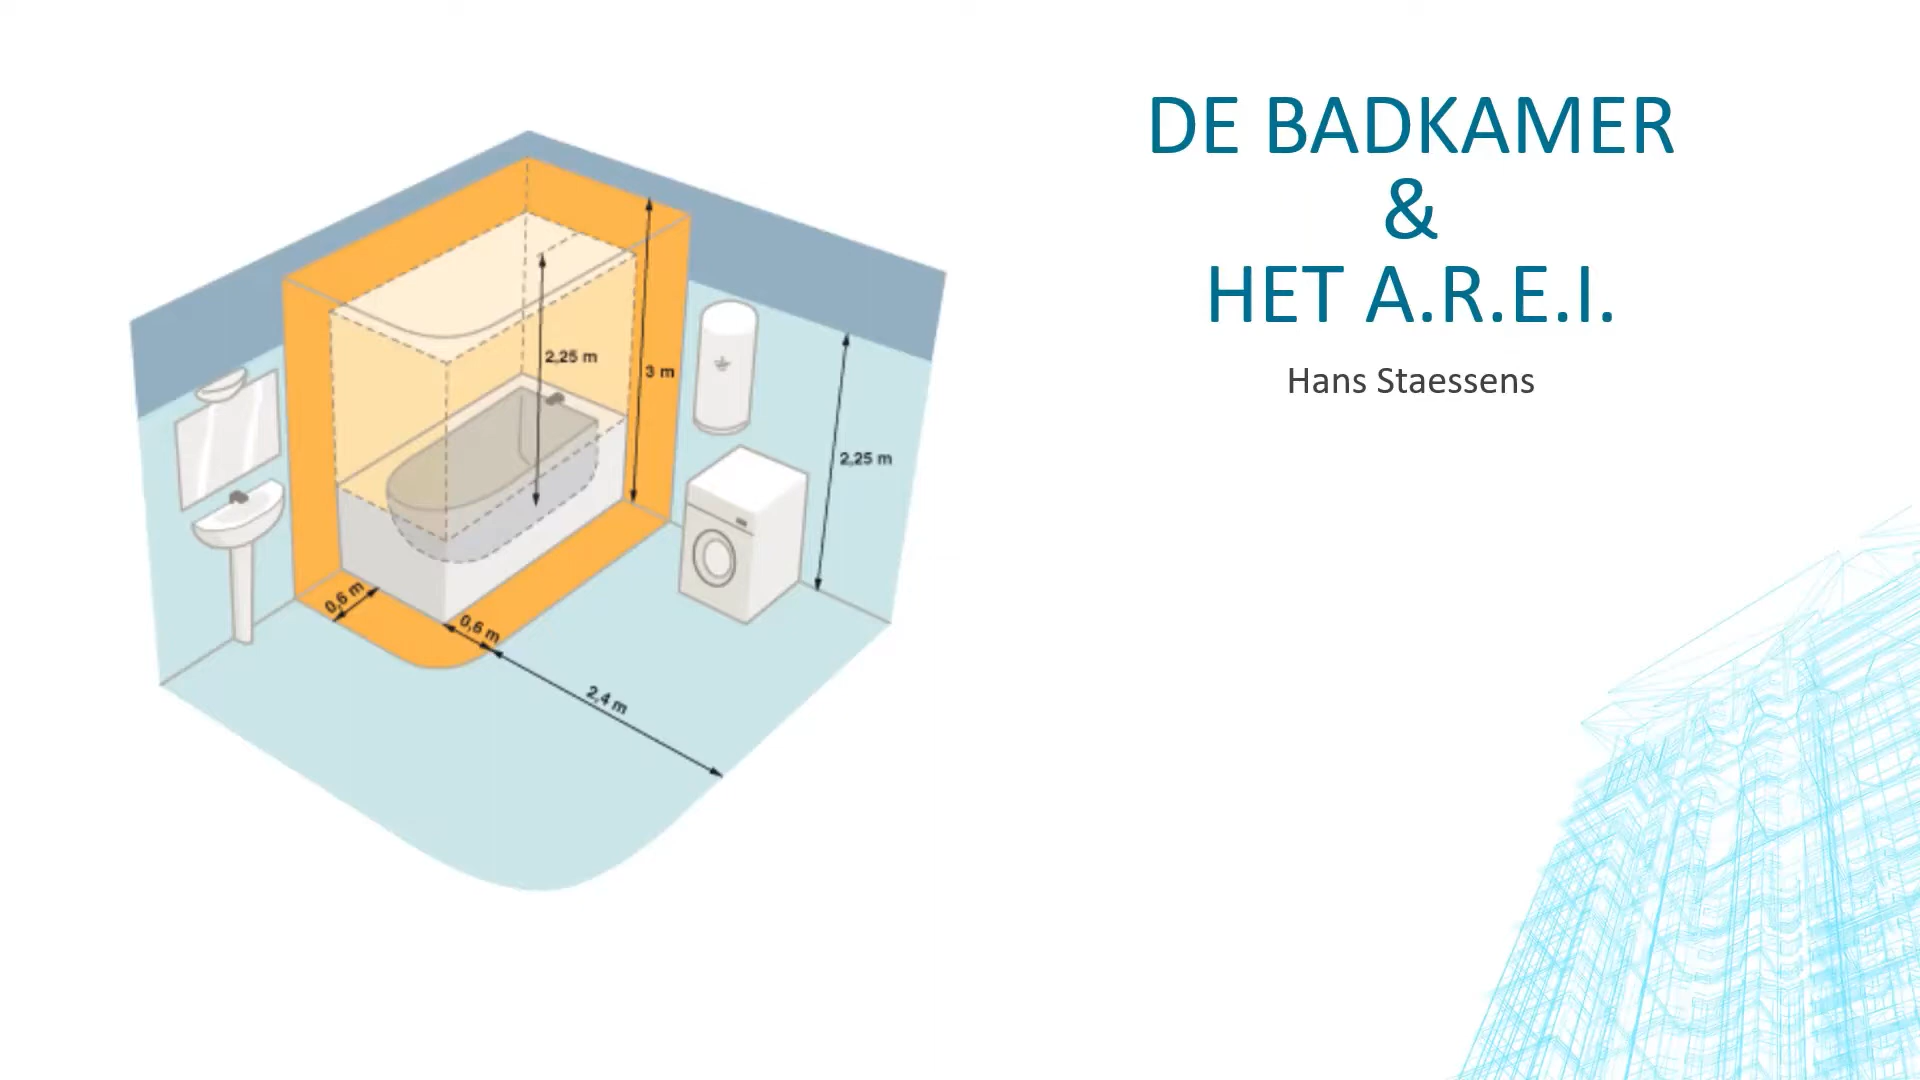 DE BADKAMER
&
HET A.R.E.I.
Hans Staessens
2,25 m
3 m
2,25 m
0,6 m
0,6 m
2,4 m